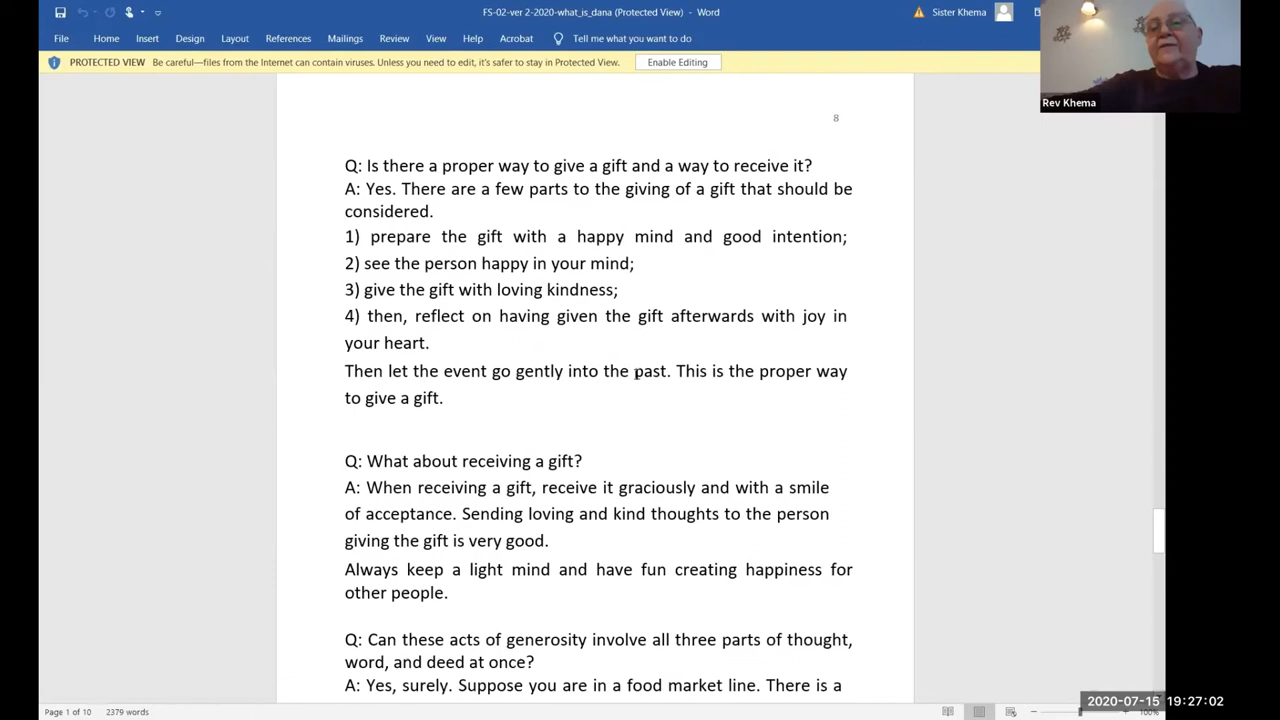 FS-02-ver 2-2020-what_is_dana (Protected View) - Word
Sister Khema
File Home Insert Design Layout References Mailings Review View Help Acrobat Tell me what you want to do
PROTECTED VIEW Be careful—files from the Internet can contain viruses. Unless you need to edit, it's safer to stay in Protected View. Enable Editing
Rev Khema
8
Q: Is there a proper way to give a gift and a way to receive it?
A: Yes. There are a few parts to the giving of a gift that should be
considered.
1) prepare the gift with a happy mind and good intention;
2) see the person happy in your mind;
3) give the gift with loving kindness;
4) then, reflect on having given the gift afterwards with joy in
your heart.
Then let the event go gently into the past. This is the proper way
to give a gift.
Q: What about receiving a gift?
A: When receiving a gift, receive it graciously and with a smile
of acceptance. Sending loving and kind thoughts to the person
giving the gift is very good.
Always keep a light mind and have fun creating happiness for
other people.
Q: Can these acts of generosity involve all three parts of thought,
word, and deed at once?
A: Yes, surely. Suppose you are in a food market line. There is a
Page 1 of 10 2379 words
2020-07-15 19:27:02
100%